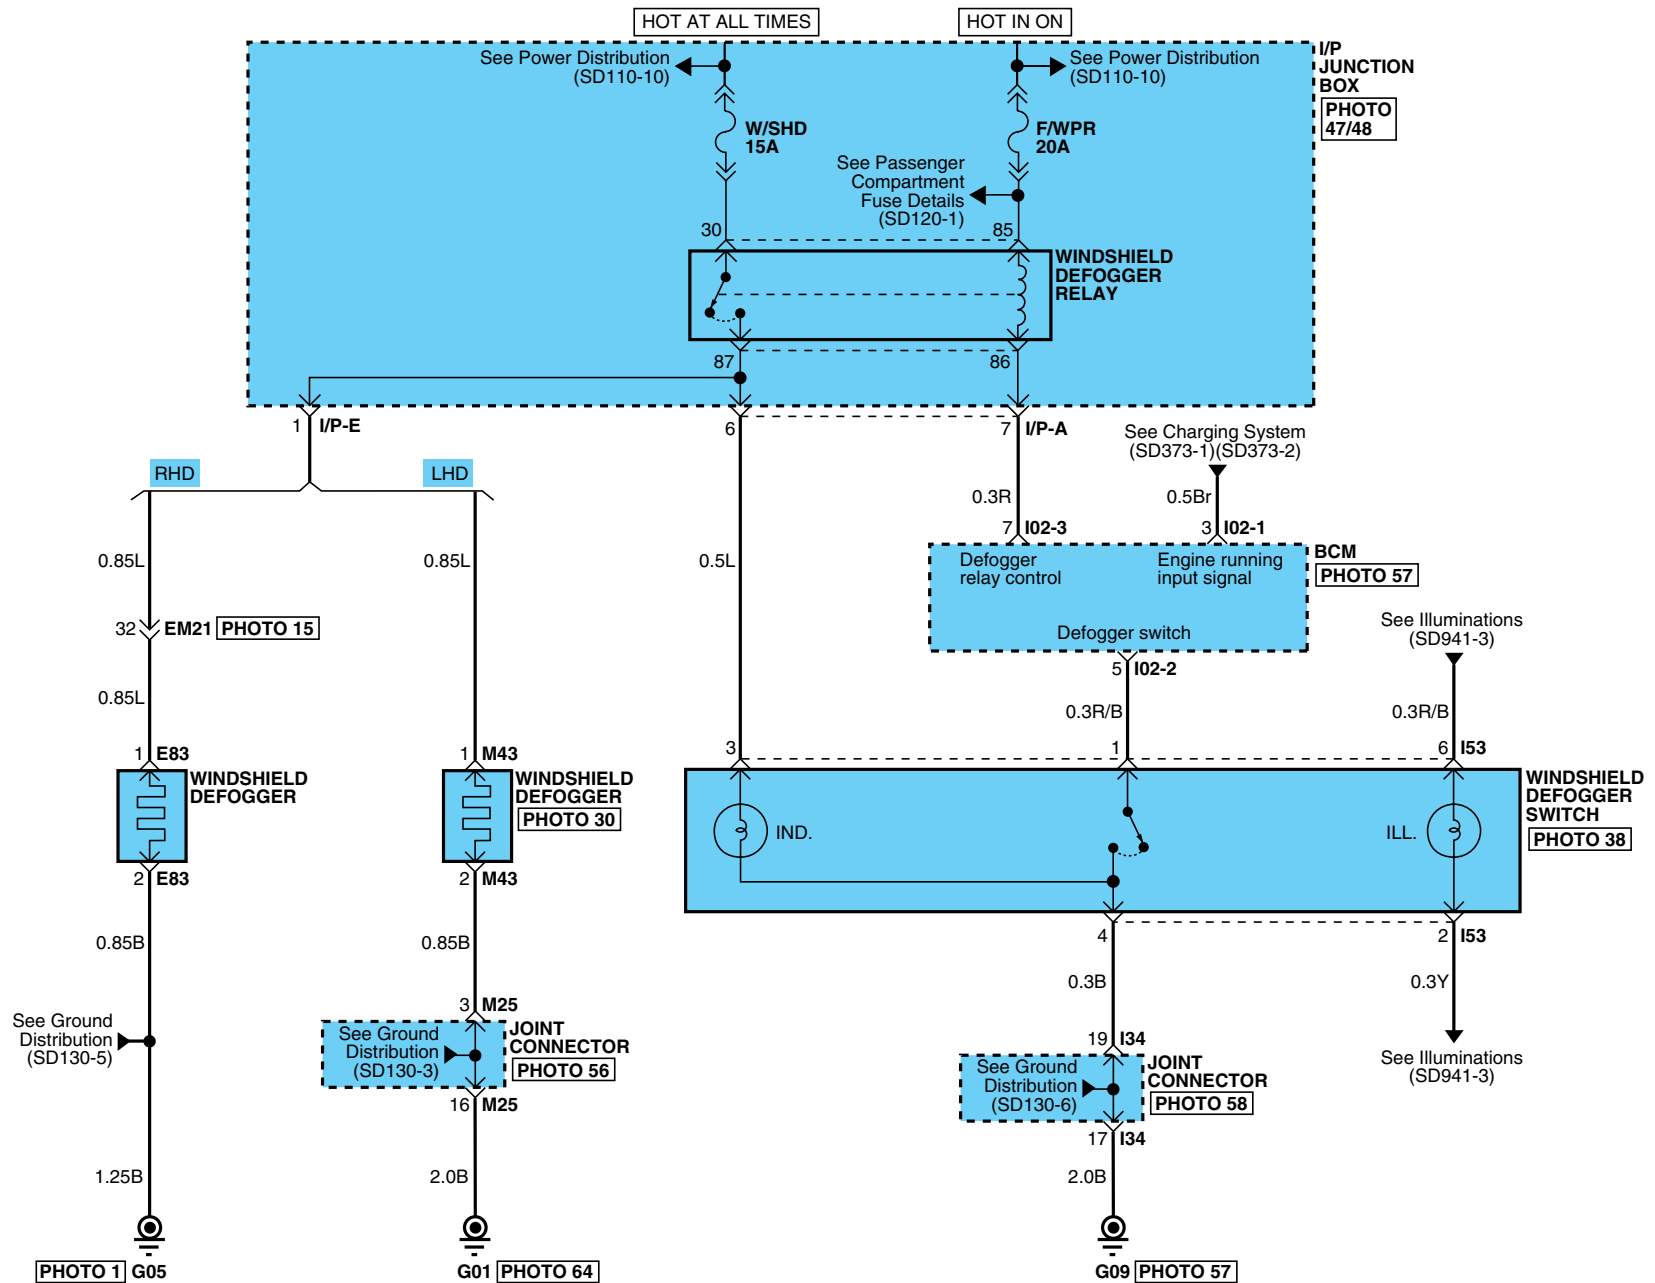 HOT AT ALL TIMES
HOT IN ON
See Power Distribution
(SD110-10)
See Power Distribution
(SD110-10)
I/P
JUNCTION
BOX
PHOTO
47/48
W/SHD
15A
F/WPR
20A
See Passenger
Compartment
Fuse Details
(SD120-1)
30
85
WINDSHIELD
DEFOGGER
RELAY
87
86
1 I/P-E
6
7 I/P-A
See Charging System
(SD373-1)(SD373-2)
RHD
LHD
0.3R
0.5Br
7 I02-3
3 I02-1
0.85L
0.85L
0.5L
Defogger
relay control
Engine running
input signal
BCM
PHOTO 57
32 EM21 PHOTO 15
Defogger switch
See Illuminations
(SD941-3)
5 I02-2
0.85L
0.3R/B
0.3R/B
1 E83
1 M43
3
1
6 I53
WINDSHIELD
DEFOGGER
WINDSHIELD
DEFOGGER
PHOTO 30
WINDSHIELD
DEFOGGER
SWITCH
PHOTO 38
IND.
ILL.
2 E83
2 M43
4
2 I53
0.85B
0.85B
0.3B
0.3Y
3 M25
See Ground
Distribution
(SD130-5)
See Ground
Distribution
(SD130-3)
JOINT
CONNECTOR
PHOTO 56
19 I34
See Ground
Distribution
(SD130-6)
JOINT
CONNECTOR
PHOTO 58
See Illuminations
(SD941-3)
16 M25
17 I34
1.25B
2.0B
2.0B
PHOTO 1 G05
G01 PHOTO 64
G09 PHOTO 57